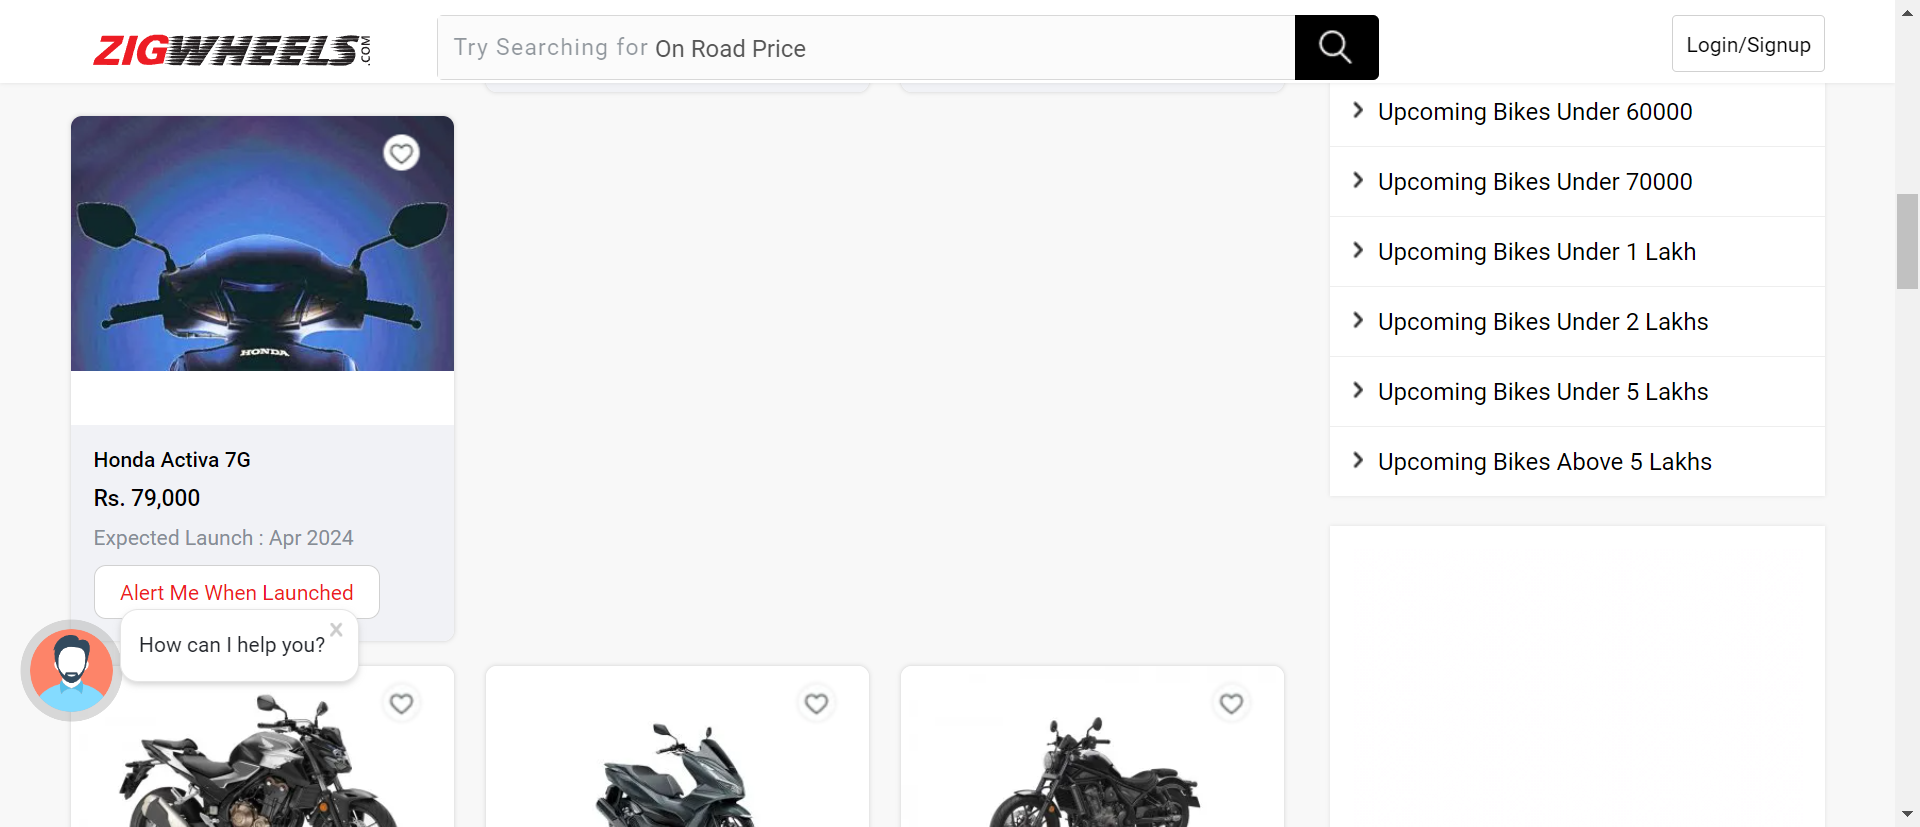 ZIGWHEELS.COM
Try Searching for On Road Price
Login/Signup
HONDA
Honda Activa 7G
Rs. 79,000
Expected Launch : Apr 2024
Alert Me When Launched
How can I help you?
Upcoming Bikes Under 60000
Upcoming Bikes Under 70000
Upcoming Bikes Under 1 Lakh
Upcoming Bikes Under 2 Lakhs
Upcoming Bikes Under 5 Lakhs
Upcoming Bikes Above 5 Lakhs